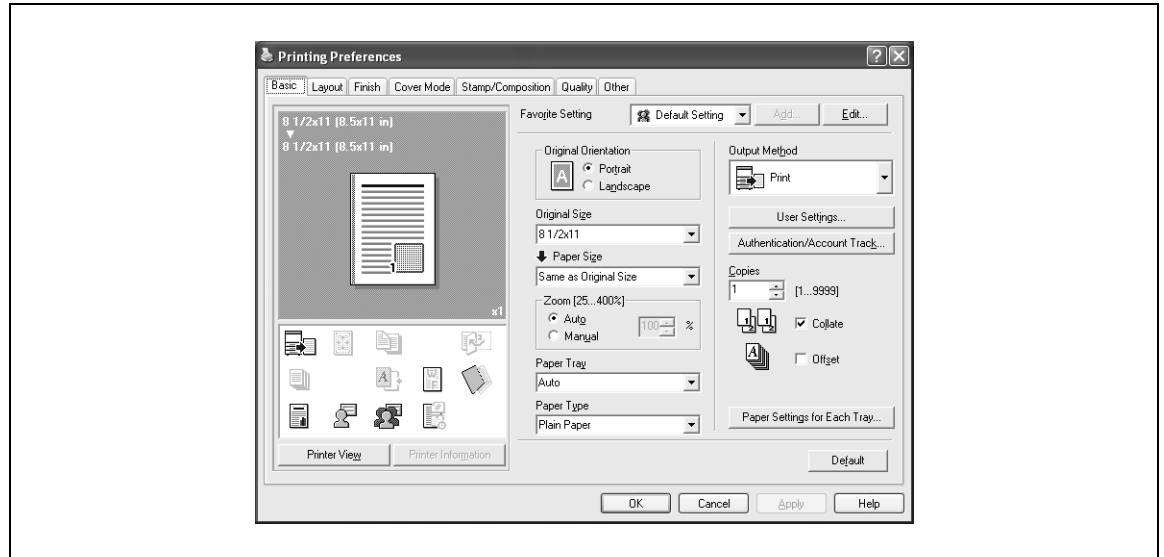 Printing Preferences
Basic Layout Finish Cover Mode Stamp/Composition Quality Other
8 1/2x11 (8.5x11 in)
8 1/2x11 (8.5x11 in)
1
x1
Printer View Printer Information
Favorite Setting Default Setting Add... Edit...
Original Orientation
A Portrait
Landscape
Original Size
8 1/2x11
Paper Size
Same as Original Size
Zoom [25...400%]
Auto
Manual 100 %
Paper Tray
Auto
Paper Type
Plain Paper
Output Method
Print
User Settings...
Authentication/Account Track...
Copies
1 [1...9999]
Collate
Offset
Paper Settings for Each Tray...
Default
OK Cancel Apply Help